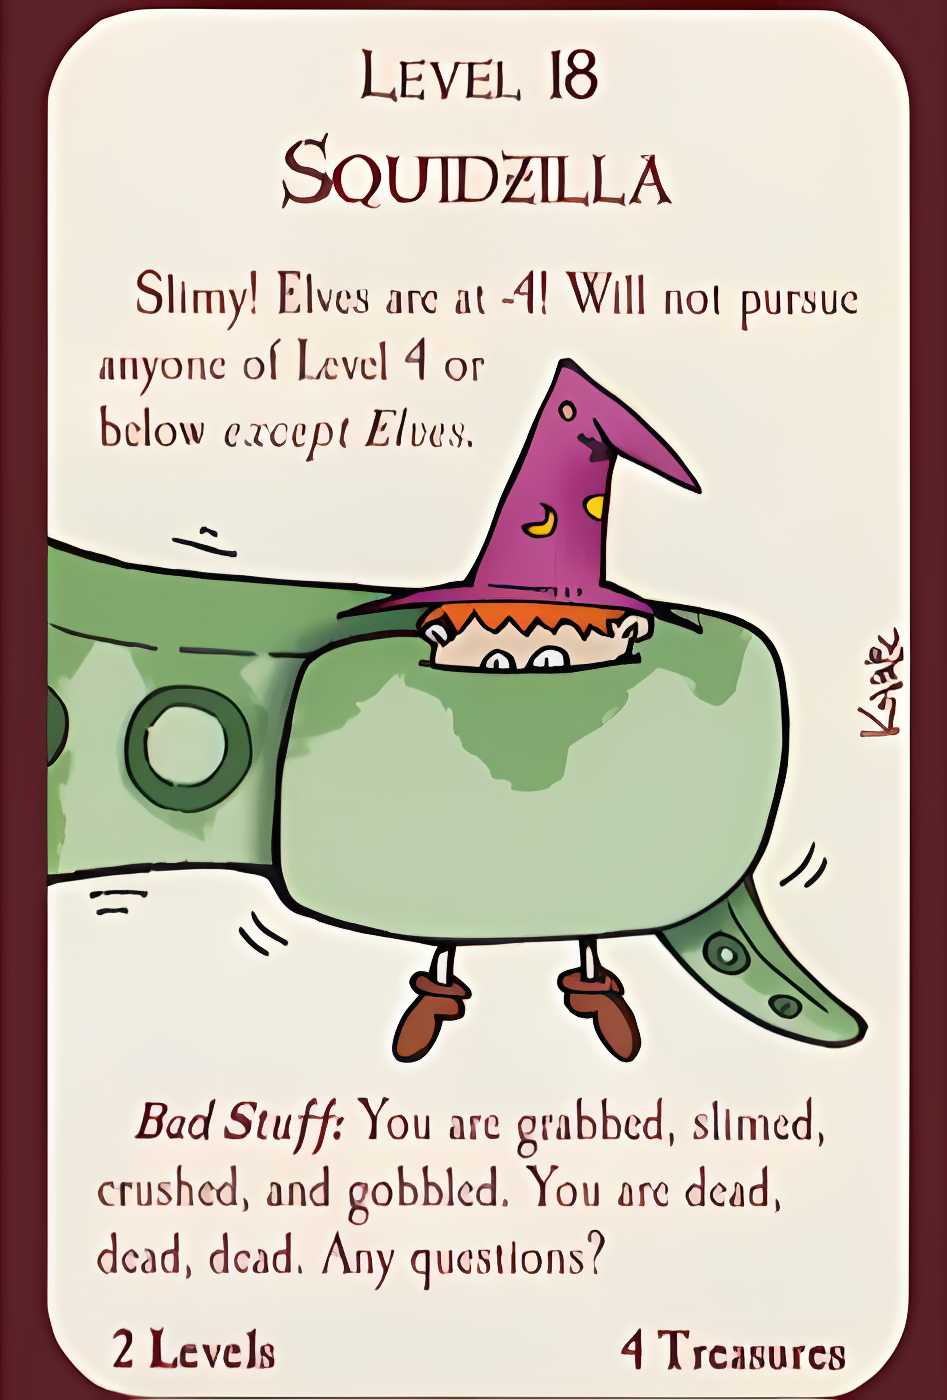 Level 18
Squidzilla
Slimy! Elves are at -4! Will not pursue
anyone of Level 4 or
below except Elves.
Bad Stuff: You are grabbed, slimed,
crushed, and gobbled. You are dead,
dead, dead. Any questions?
2 Levels
4 Treasures